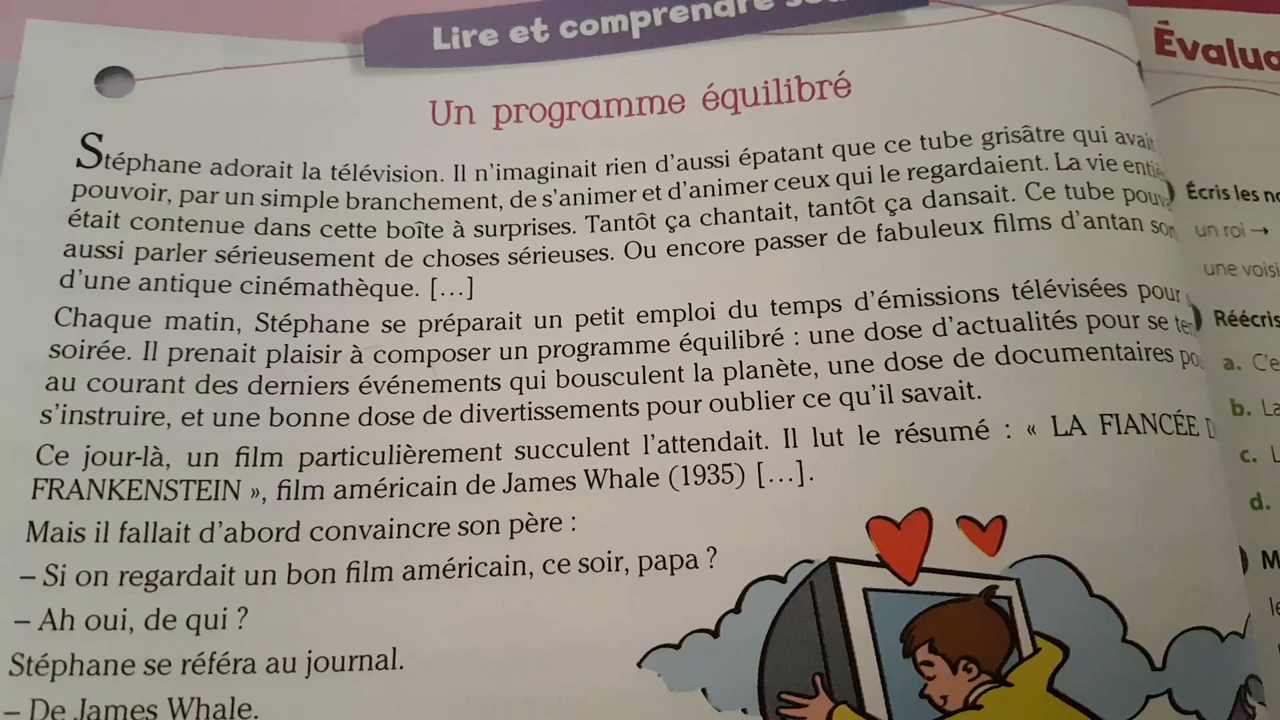 Lire et comprendre
Un programme équilibré
Stéphane adorait la télévision. Il n'imaginait rien d'aussi épatant que ce tube grisâtre qui avait
pouvoir, par un simple branchement, de s'animer et d'animer ceux qui le regardaient. La vie
était contenue dans cette boîte à surprises. Tantôt ça chantait, tantôt ça dansait. Ce tube
aussi parler sérieusement de choses sérieuses. Ou encore passer de fabuleux films d'antan
d'une antique cinémathèque. [...]
Chaque matin, Stéphane se préparait un petit emploi du temps d'émissions télévisées pour
soirée. Il prenait plaisir à composer un programme équilibré : une dose d'actualités pour se
au courant des derniers événements qui bousculent la planète, une dose de documentaires
s'instruire, et une bonne dose de divertissements pour oublier ce qu'il savait.
Ce jour-là, un film particulièrement succulent l'attendait. Il lut le résumé : « LA FIANCÉE
FRANKENSTEIN », film américain de James Whale (1935) [...].
Mais il fallait d'abord convaincre son père :
– Si on regardait un bon film américain, ce soir, papa ?
– Ah oui, de qui ?
Stéphane se référa au journal.
– De James Whale.
Écris les
un roi →
une
a.
b.
c.
d.